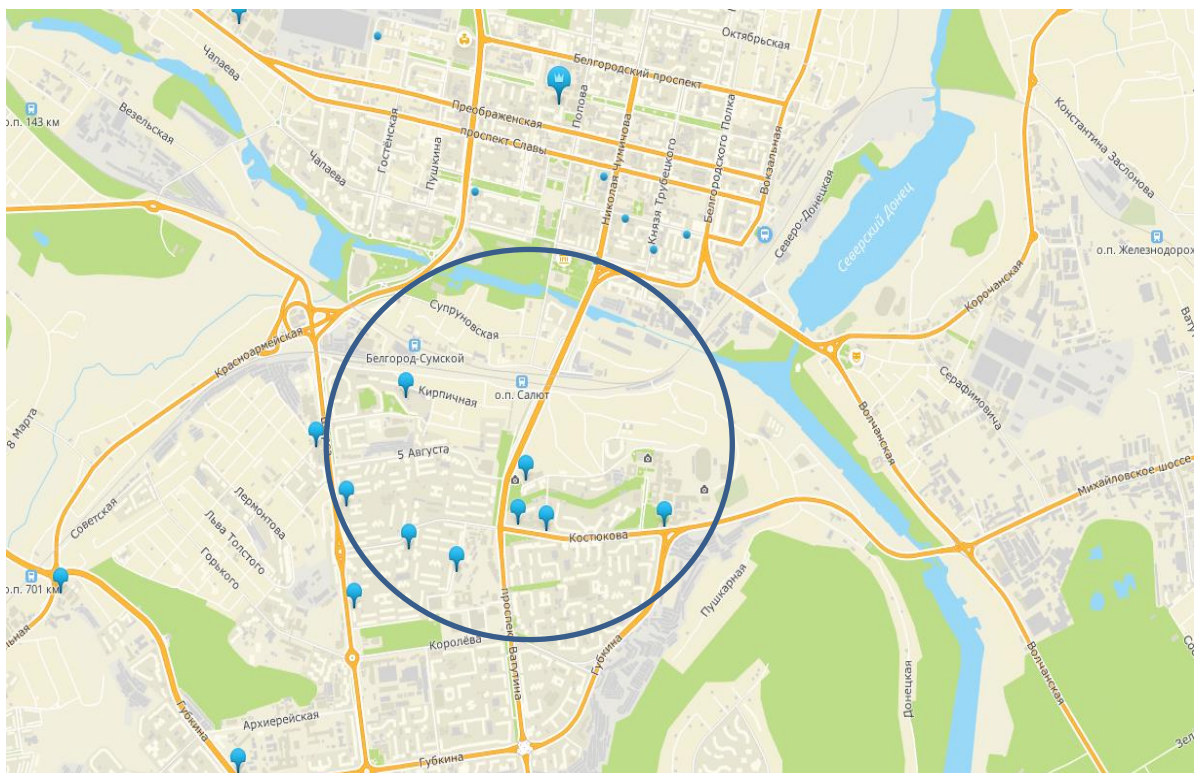 Октябрьская
Чапаева
Белгородский проспект
о.п. 143 км
Везельская
Преображенская
проспект Славы
Попова
Гостёнская
Пушкина
Чапаева
Николая Чумичова
Князя Трубецкого
Белгородского Полка
Вокзальная
Константина Заслонова
Северо-Донецкая
Северский Донец
о.п. Железнодорож
Корочанская
Супруновская
Красноармейская
Белгород-Сумской
о.п. Салют
Кирпичная
Серафимовича
8 Марта
5 Августа
Волчанская
Михайловское шоссе
Советская
Лермонтова
Льва Толстого
Горького
Костюкова
о.п. 701 км
Пушкарная
проспект Ватутина
Королёва
Губкина
Волчанская
Донецкая
Губкина
Архиерейская
Губкина